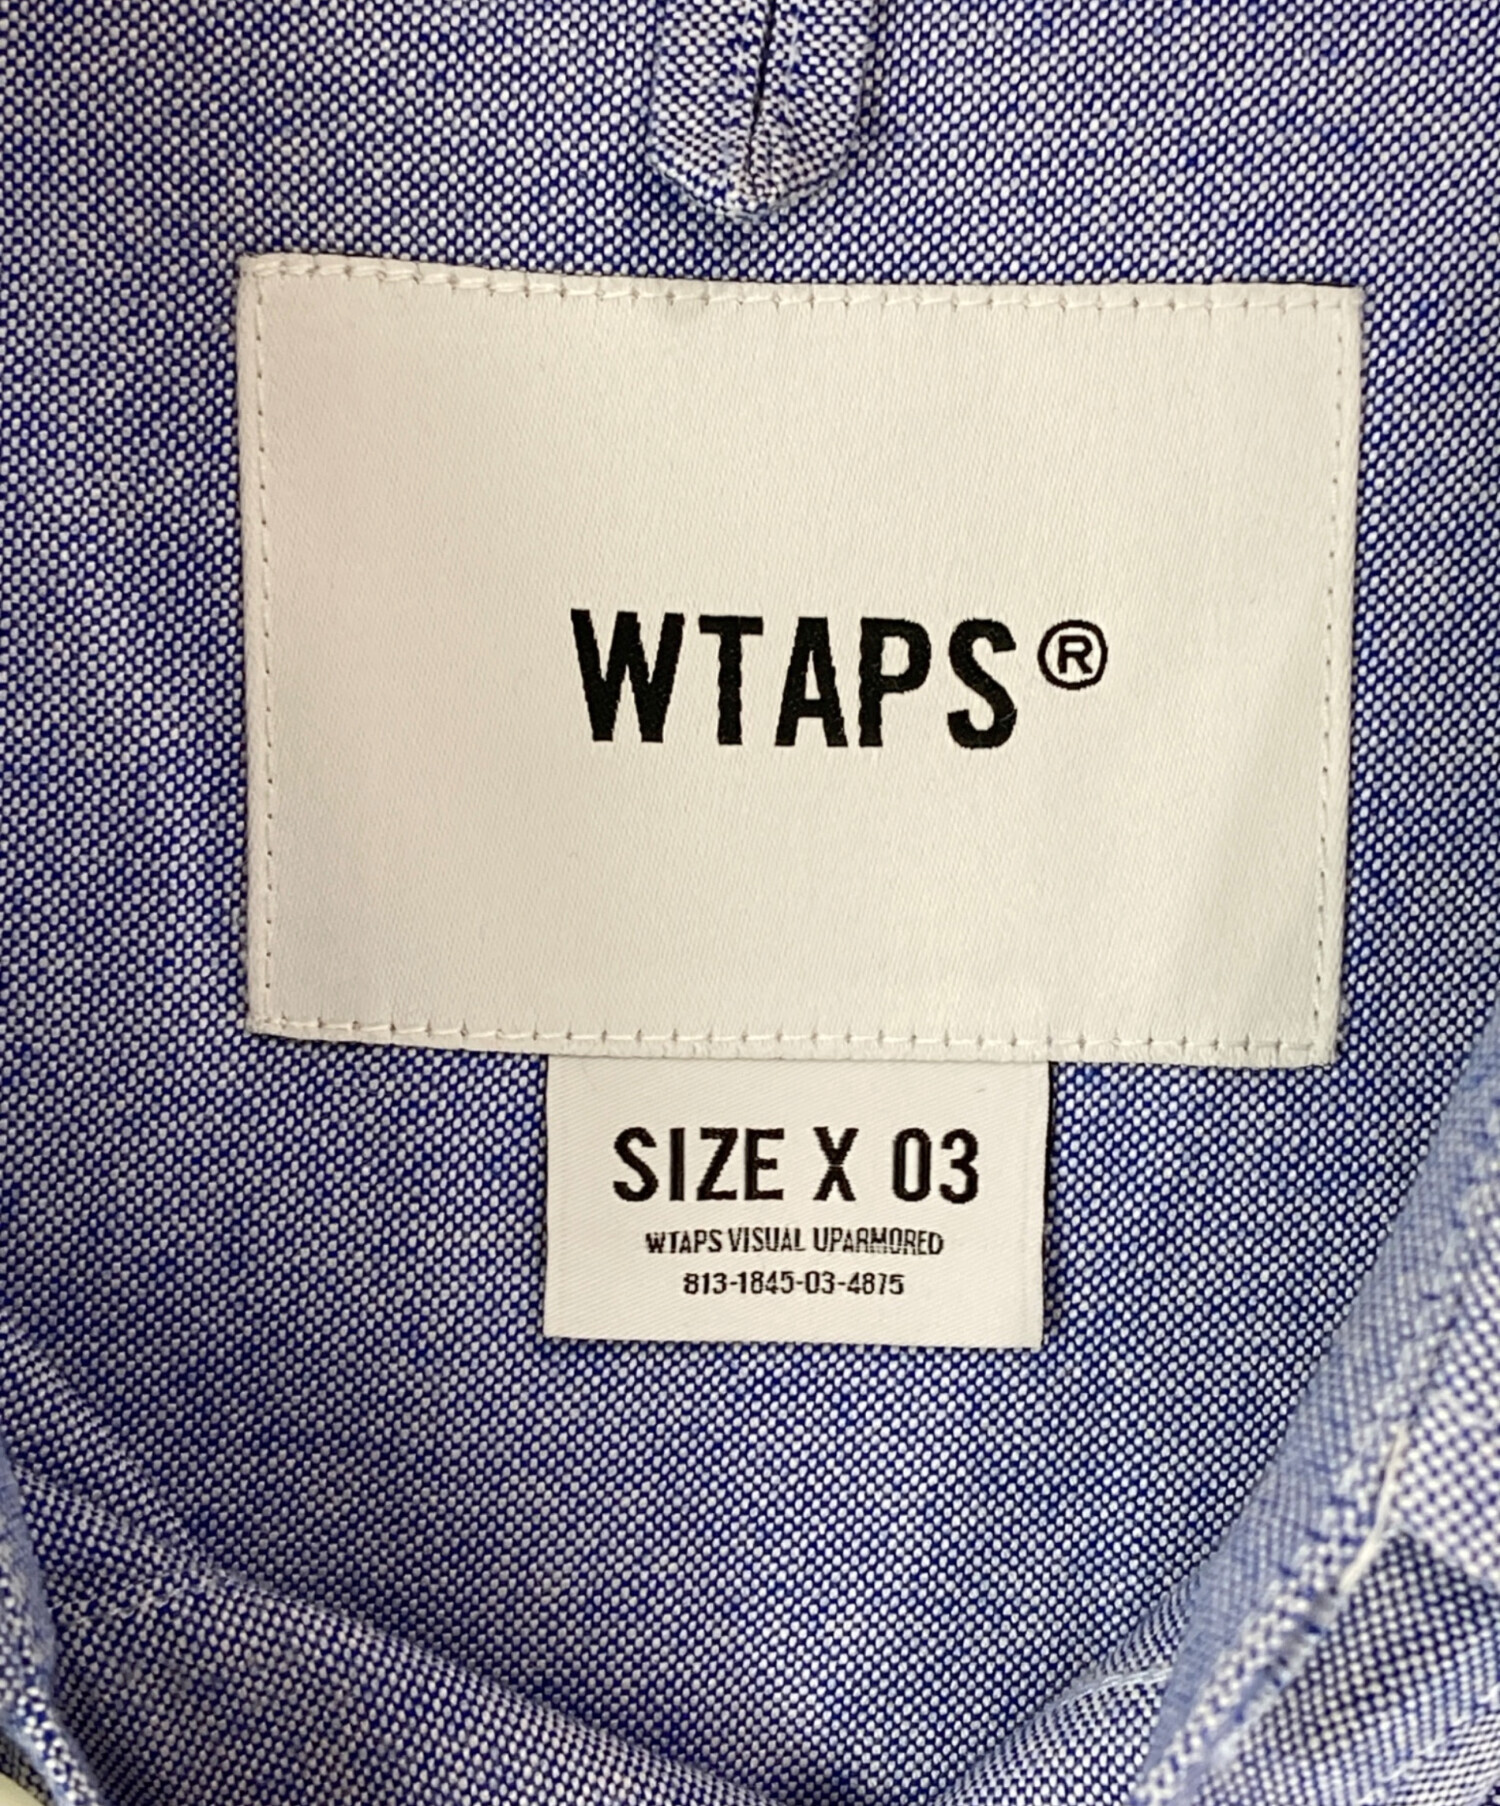 WTAPS®
SIZE X 03
WTAPS VISUAL UPARMORED
813-1845-03-4875